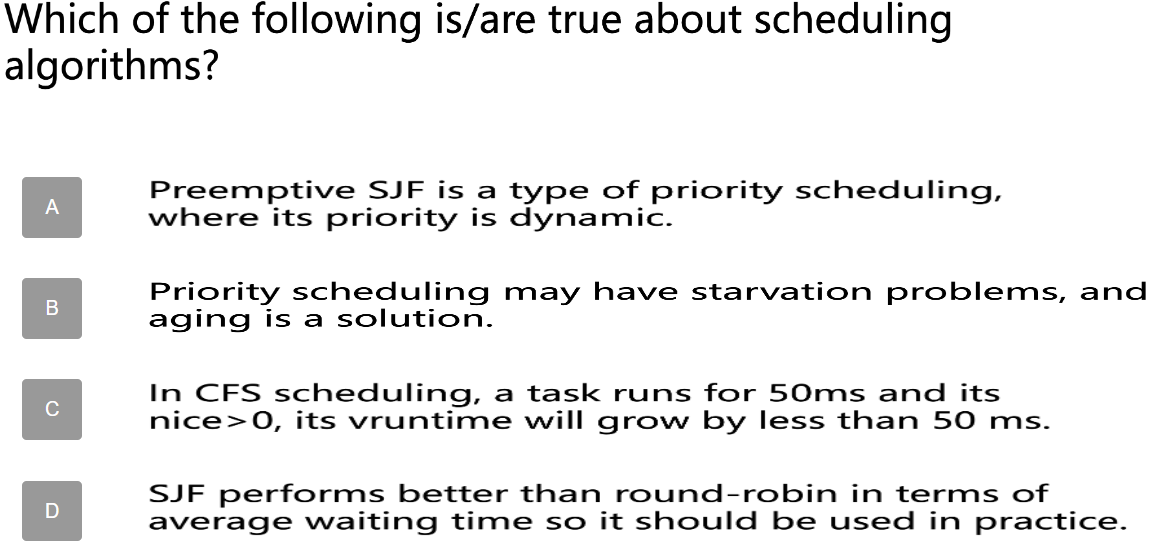 Which of the following is/are true about scheduling
algorithms?
A
Preemptive SJF is a type of priority scheduling,
where its priority is dynamic.
B
Priority scheduling may have starvation problems, and
aging is a solution.
C
In CFS scheduling, a task runs for 50ms and its
nice>0, its vruntime will grow by less than 50 ms.
D
SJF performs better than round-robin in terms of
average waiting time so it should be used in practice.